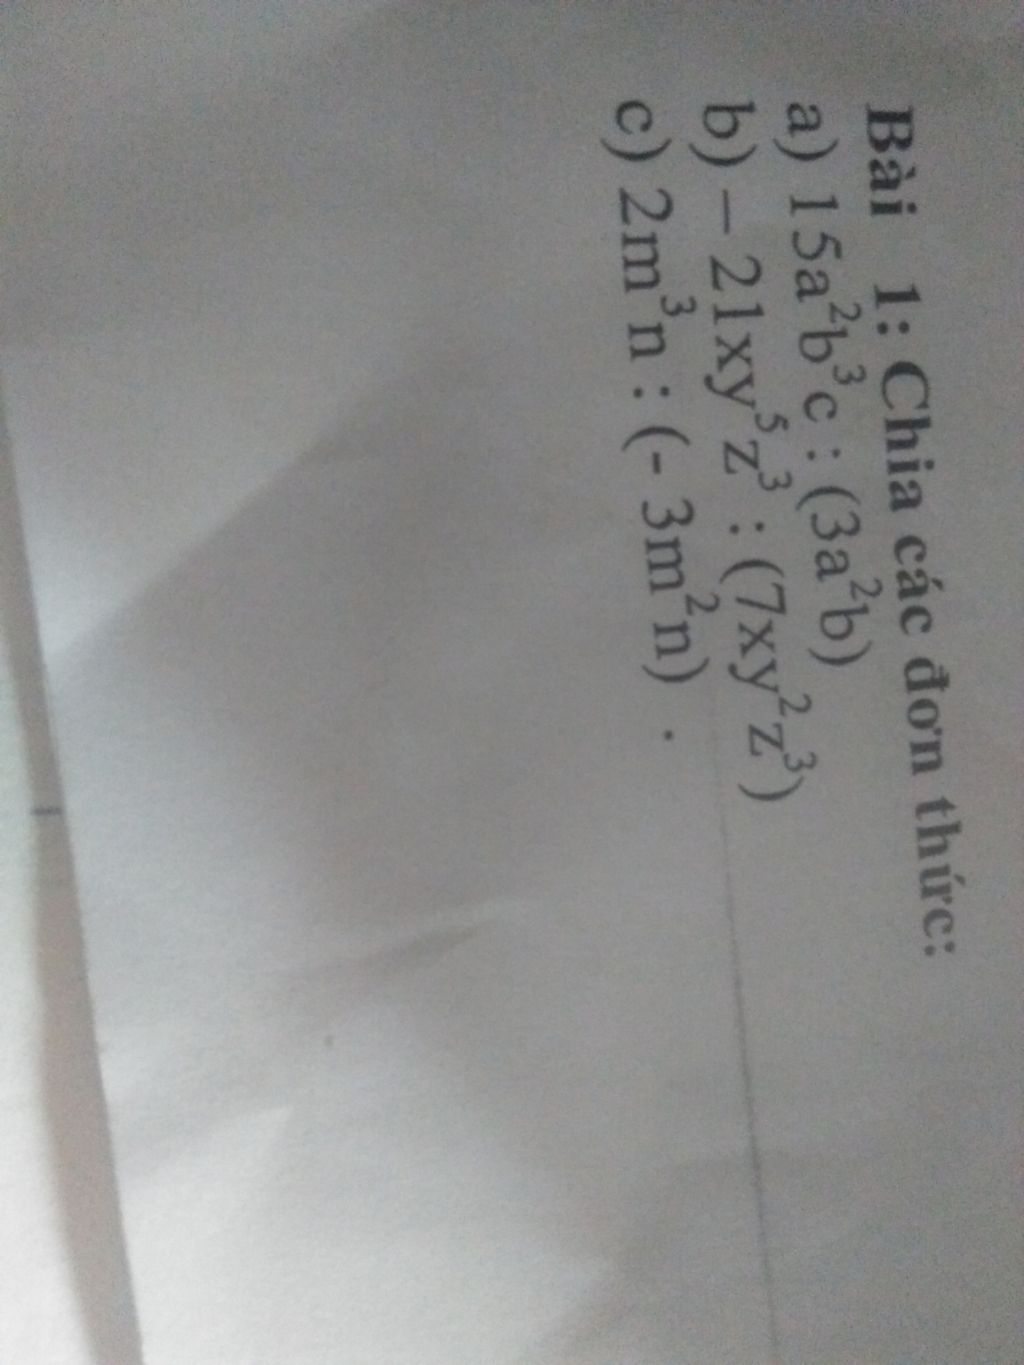 Bài 1: Chia các đơn thức:
a) 15a²b³c : (3a²b)
b) – 21xy⁵z³ : (7xy²z³)
c) 2m³n : (- 3m²n) .